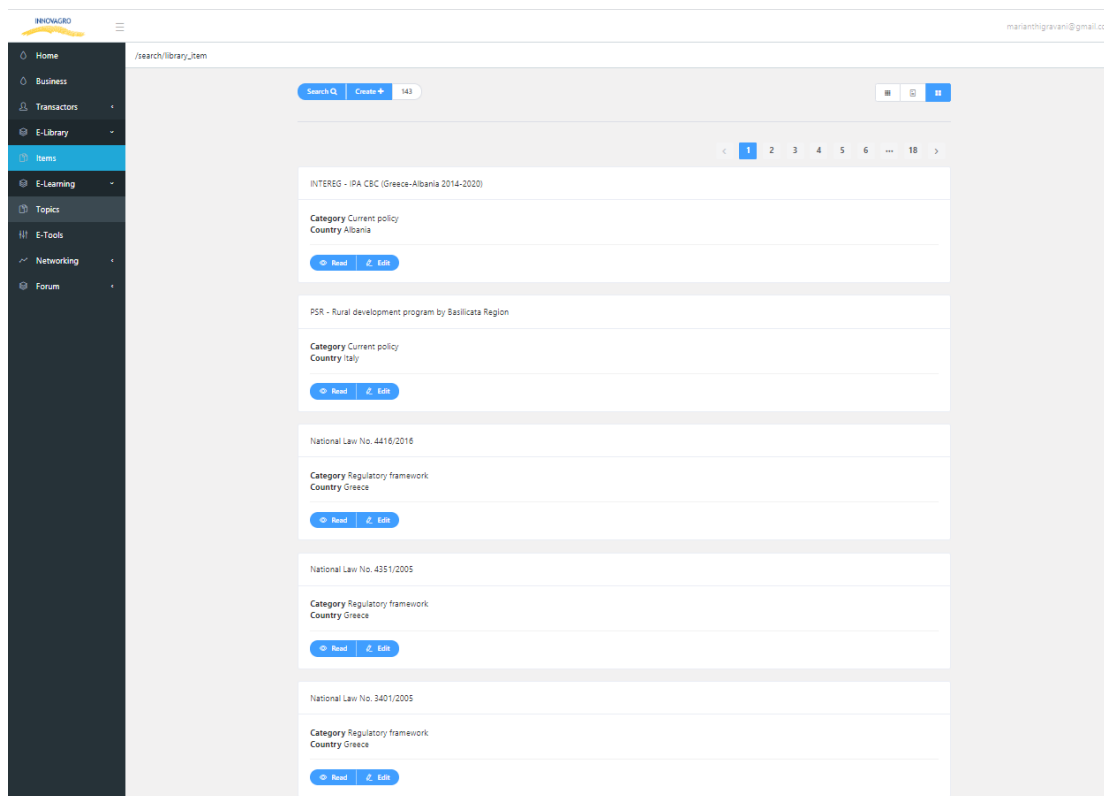 INNOVAGRO
marianthigravani@gmail.co
Home
/search/library_item
Business
Transactors
E-Library
Items
E-Learning
Topics
E-Tools
Networking
Forum
Search Create + 143
1 2 3 4 5 6 ... 18
INTEREG - IPA CBC (Greece-Albania 2014-2020)
Category Current policy
Country Albania
Read Edit
PSR - Rural development program by Basilicata Region
Category Current policy
Country Italy
Read Edit
National Law No. 4416/2016
Category Regulatory framework
Country Greece
Read Edit
National Law No. 4351/2005
Category Regulatory framework
Country Greece
Read Edit
National Law No. 3401/2005
Category Regulatory framework
Country Greece
Read Edit